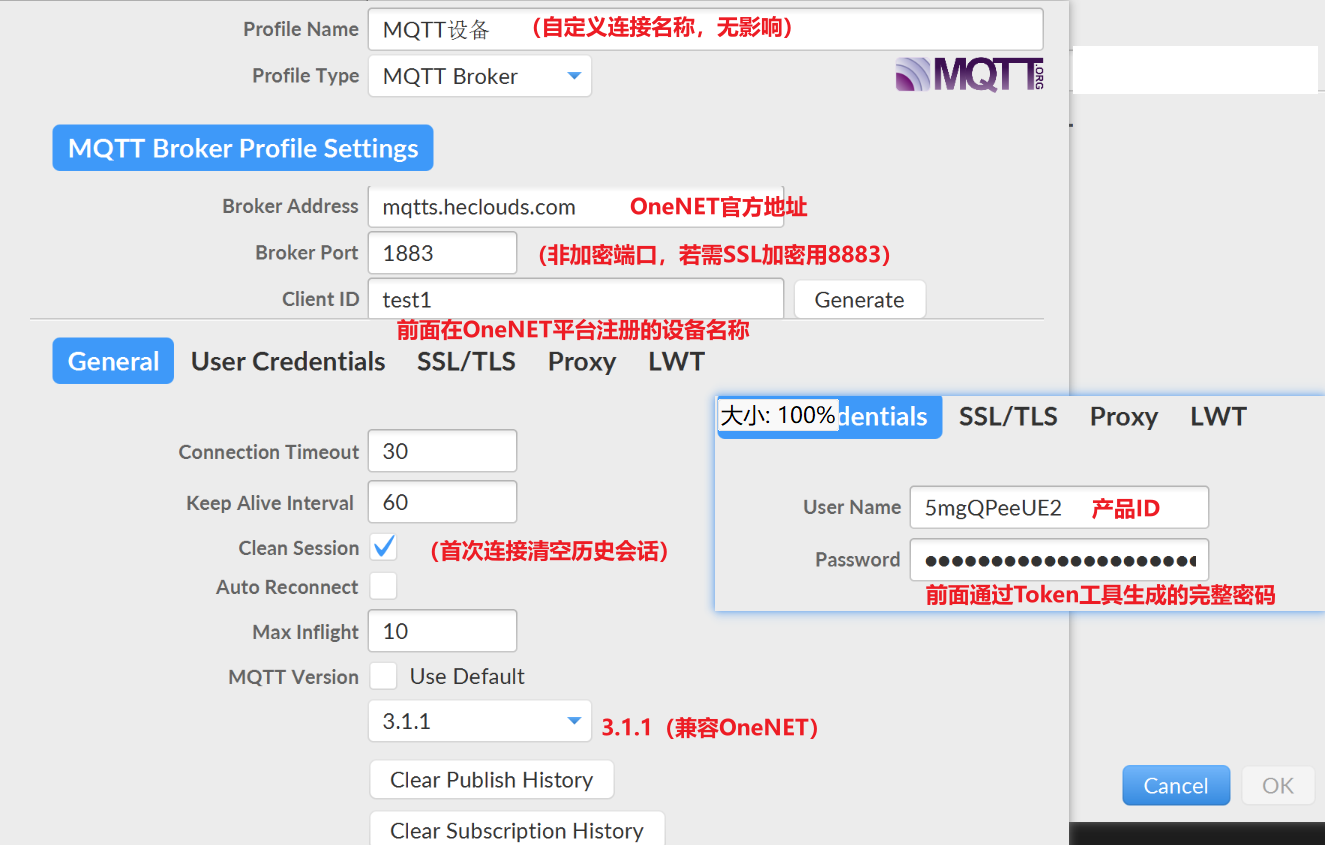 Profile Name MQTT设备 （自定义连接名称，无影响）
Profile Type MQTT Broker
MQTT.ORG
MQTT Broker Profile Settings
Broker Address mqtts.heclouds.com OneNET官方地址
Broker Port 1883 （非加密端口，若需SSL加密用8883）
Client ID test1 Generate
前面在OneNET平台注册的设备名称
General User Credentials SSL/TLS Proxy LWT
大小: 100% dentials SSL/TLS Proxy LWT
Connection Timeout 30
Keep Alive Interval 60
User Name 5mgQPeeUE2 产品ID
Clean Session （首次连接清空历史会话）
Password ●●●●●●●●●●●●●●●●●●●●●
Auto Reconnect
前面通过Token工具生成的完整密码
Max Inflight 10
MQTT Version Use Default
3.1.1 3.1.1（兼容OneNET）
Clear Publish History
Cancel OK
Clear Subscription History